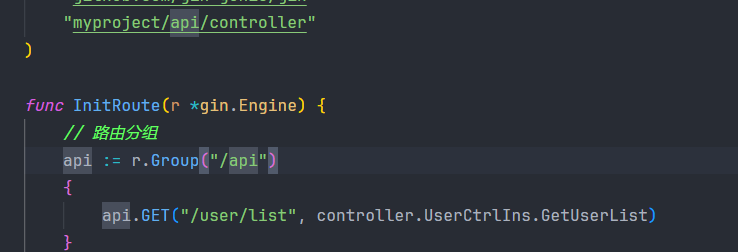 "myproject/api/controller"
)
func InitRoute(r *gin.Engine) {
// 路由分组
api := r.Group("/api")
{
api.GET("/user/list", controller.UserCtrlIns.GetUserList)
}